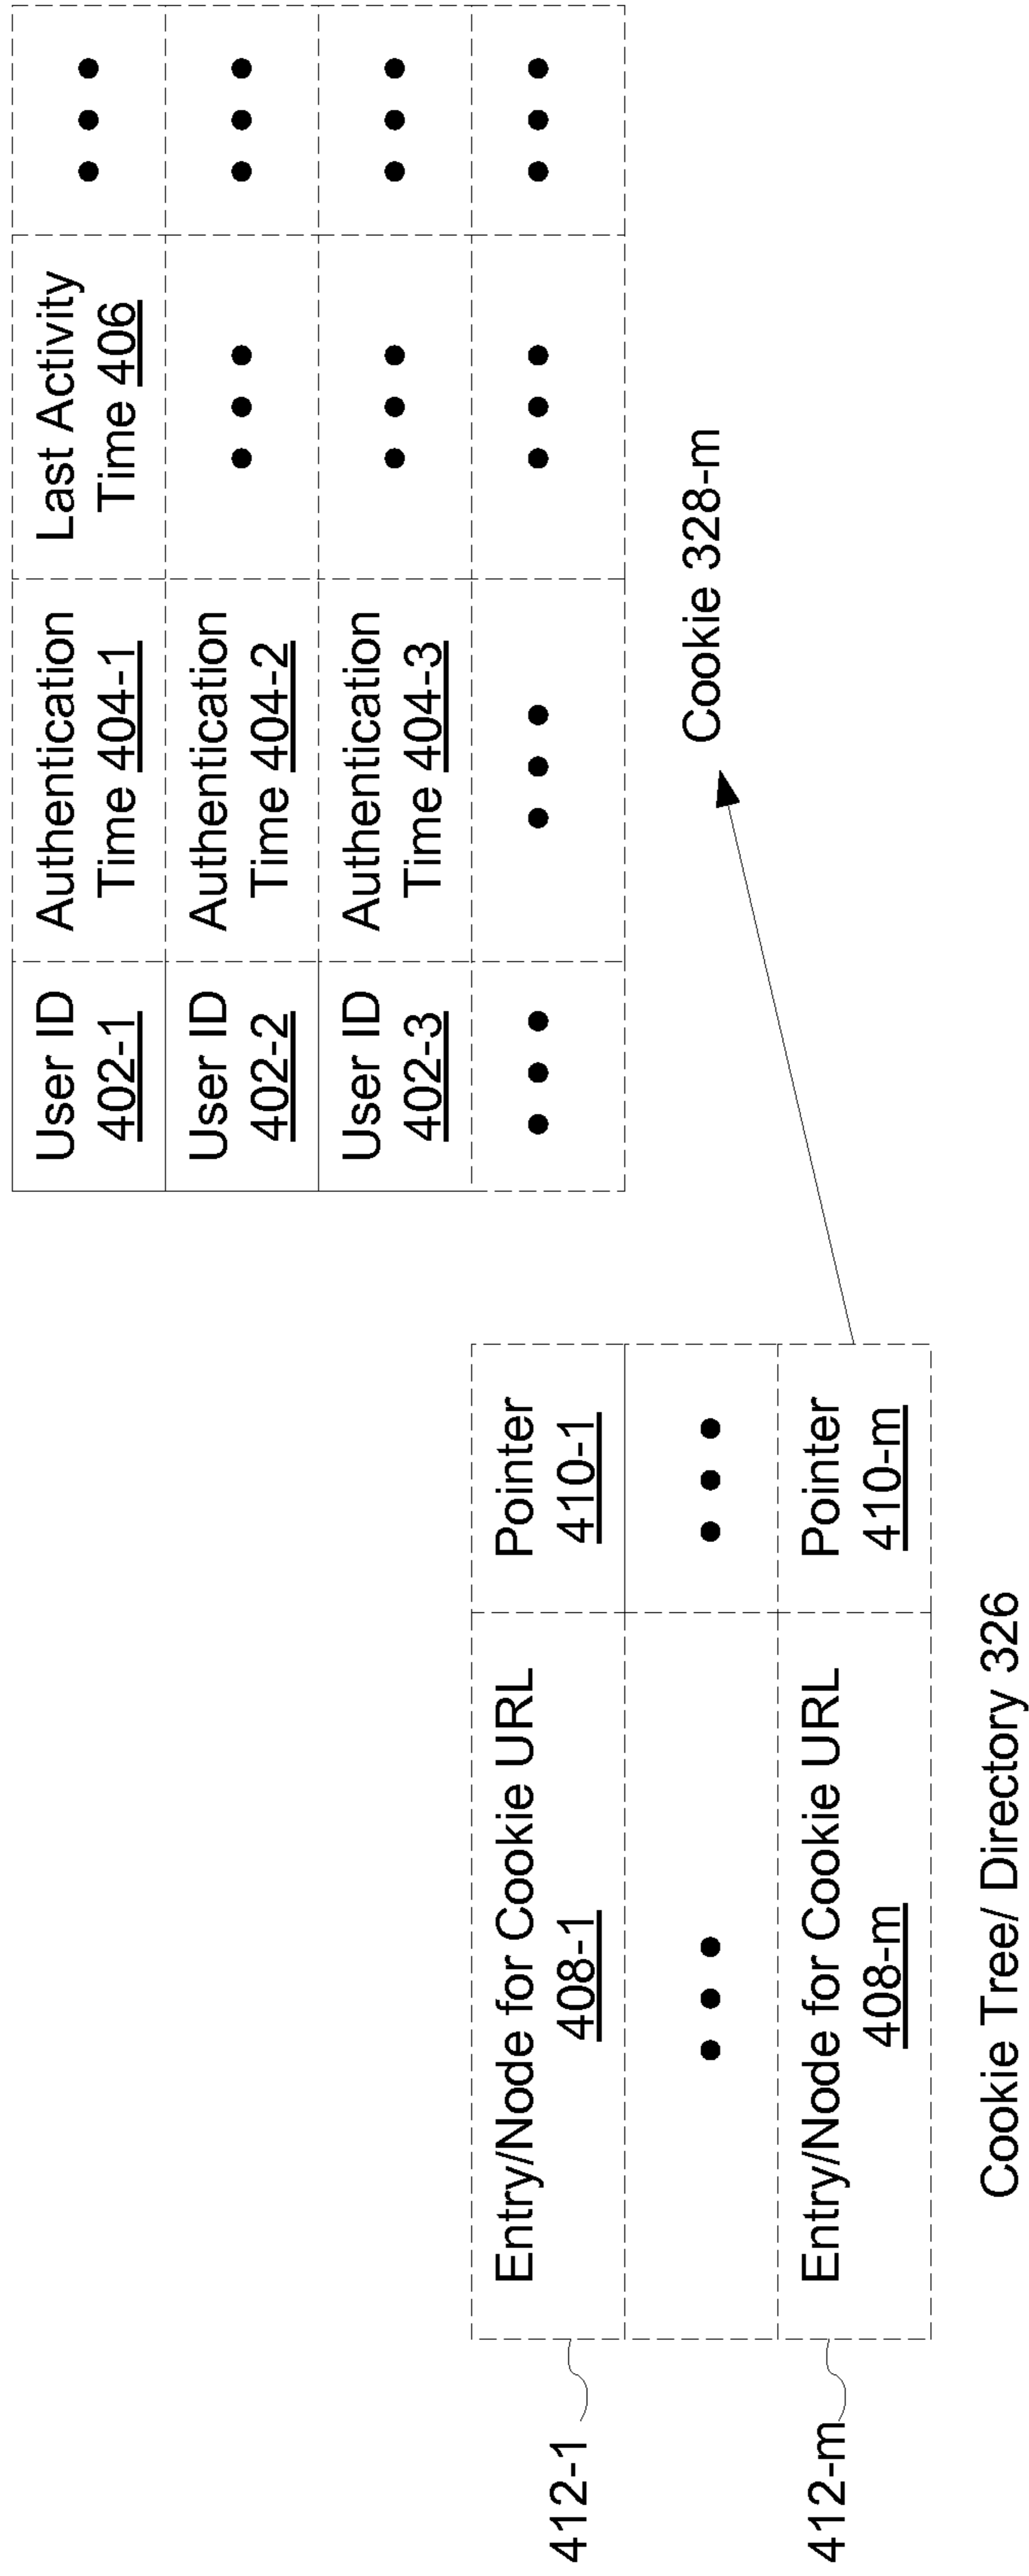 User ID
402-1
Authentication
Time 404-1
Last Activity
Time 406
User ID
402-2
Authentication
Time 404-2
User ID
402-3
Authentication
Time 404-3
Cookie 328-m
412-1
Entry/Node for Cookie URL
408-1
Pointer
410-1
412-m
Entry/Node for Cookie URL
408-m
Pointer
410-m
Cookie Tree/ Directory 326